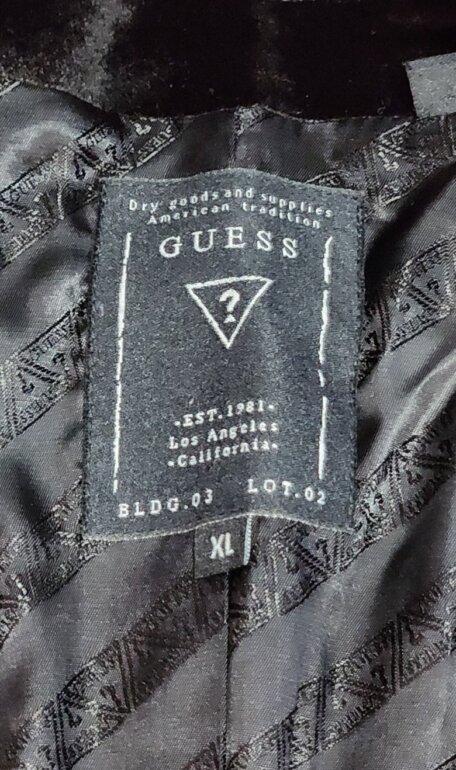 Dry goods and supplies
American tradition
GUESS
?
-EST.1981-
Los Angeles
-California-
BLDG.03 LOT.02
XL